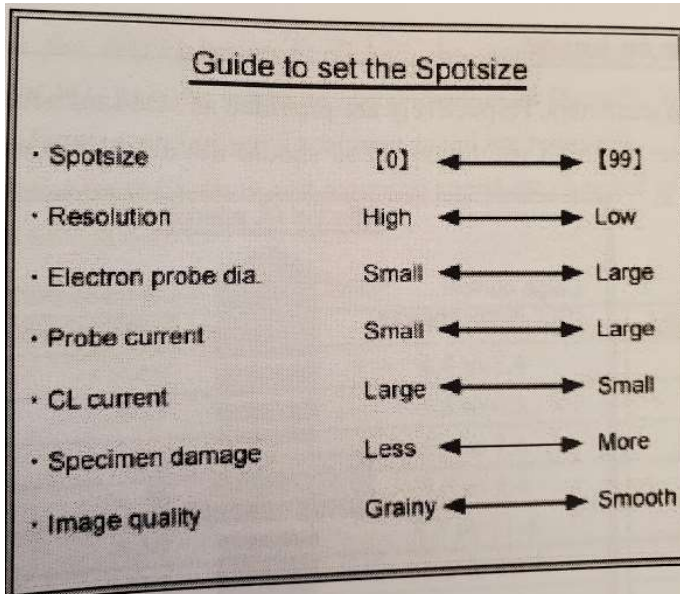 Guide to set the Spotsize
· Spotsize [0] ⟷ [99]
· Resolution High ⟷ Low
· Electron probe dia. Small ⟷ Large
· Probe current Small ⟷ Large
· CL current Large ⟷ Small
· Specimen damage Less ⟷ More
· Image quality Grainy ⟷ Smooth